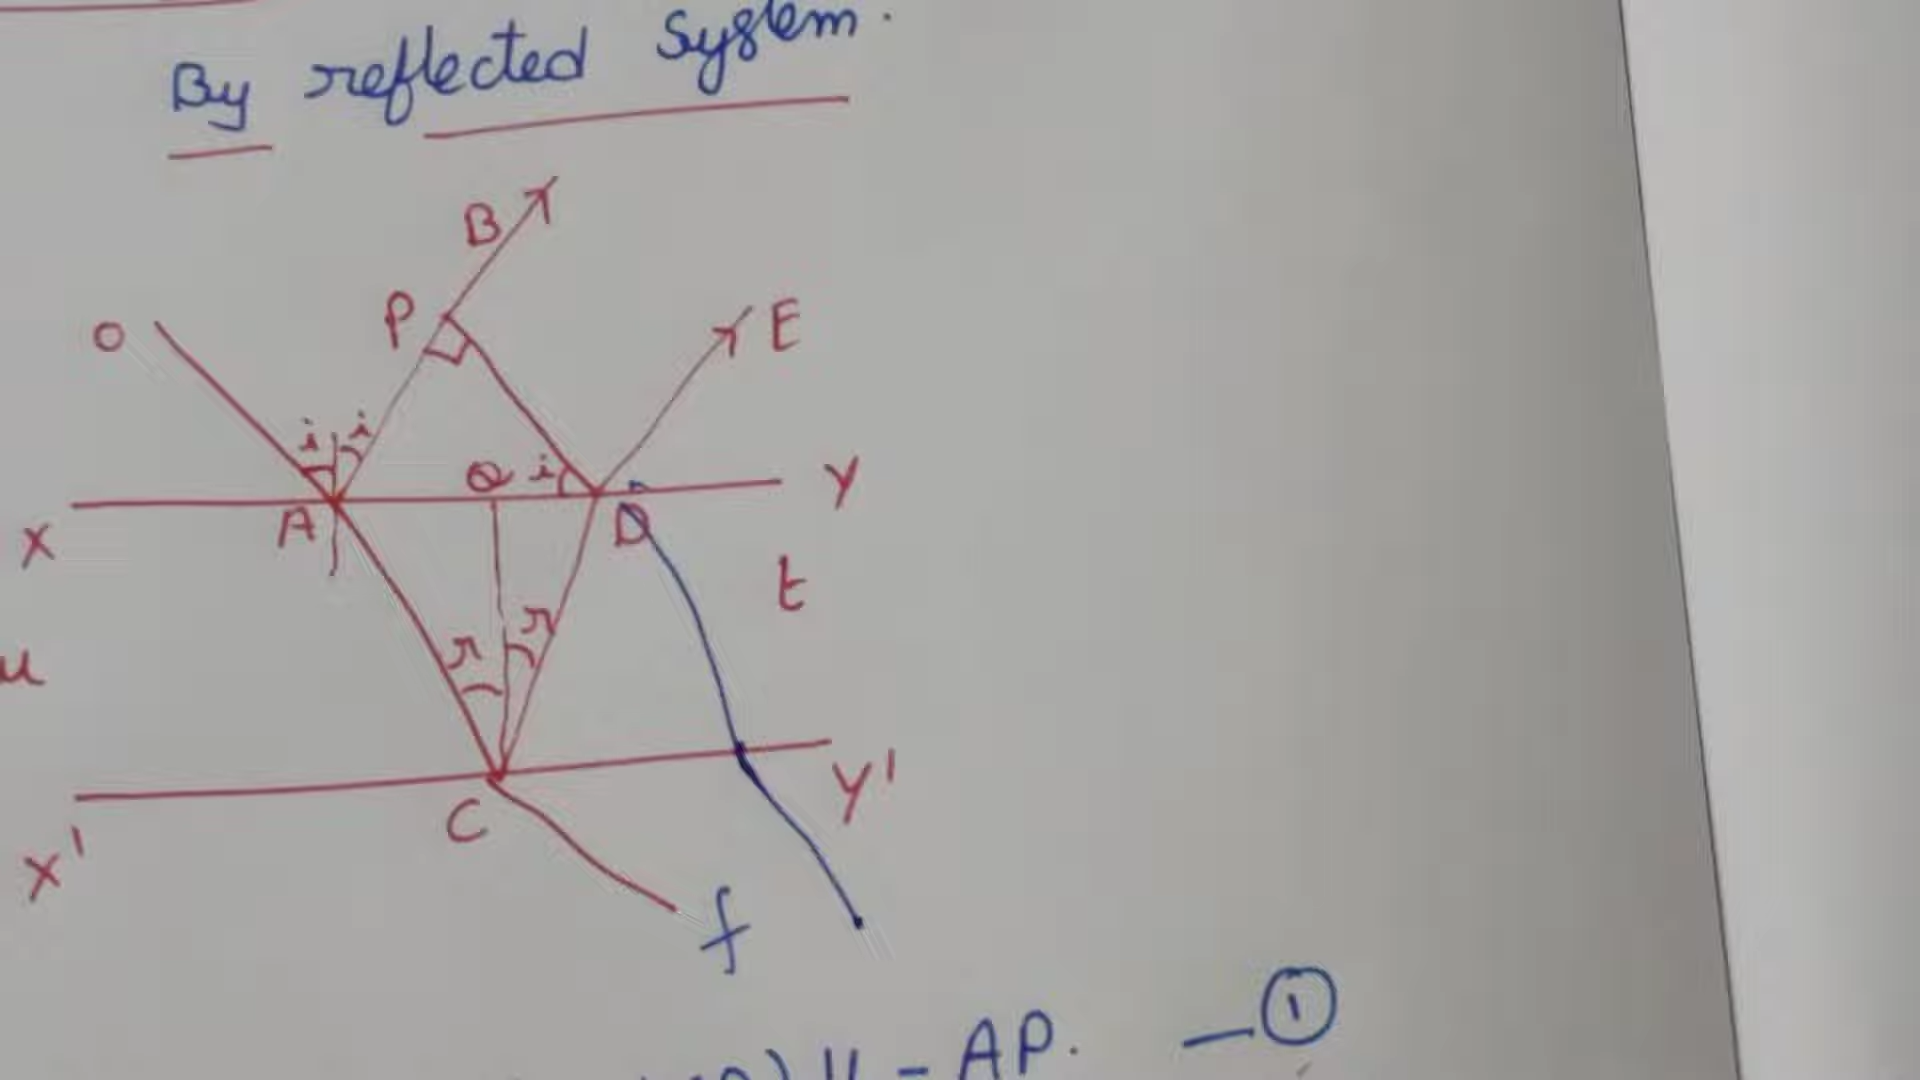 By reflected System.
B
P
E
O
i i
Q i
Y
X
A
D
t
r
r
u
Y'
C
X'
f
) μ - AP. — ①